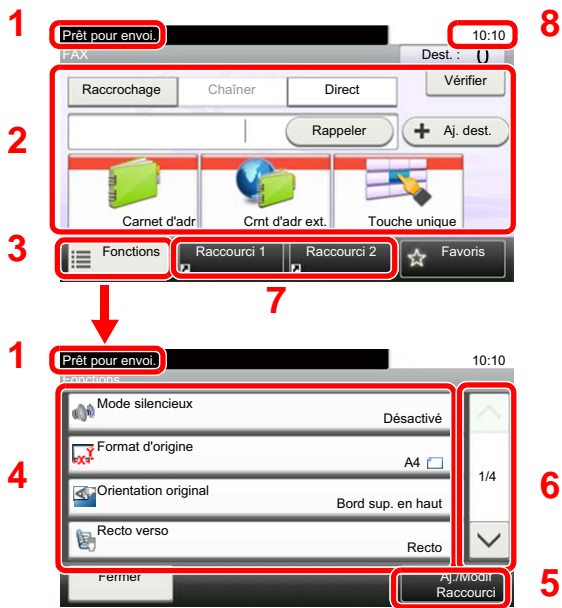 1 Prêt pour envoi. 10:10 8
FAX Dest. : ( )
Raccrochage Chaîner Direct Vérifier
2 Rappeler Aj. dest.
Carnet d'adr Crnt d'adr ext. Touche unique
3 Fonctions Raccourci 1 Raccourci 2 Favoris
7
1 Prêt pour envoi. 10:10
Fonctions
Mode silencieux
Désactivé
Format d'origine
A4
4 1/4 6
Orientation original
Bord sup. en haut
Recto verso
Recto
Fermer Aj./Modif 5
Raccourci